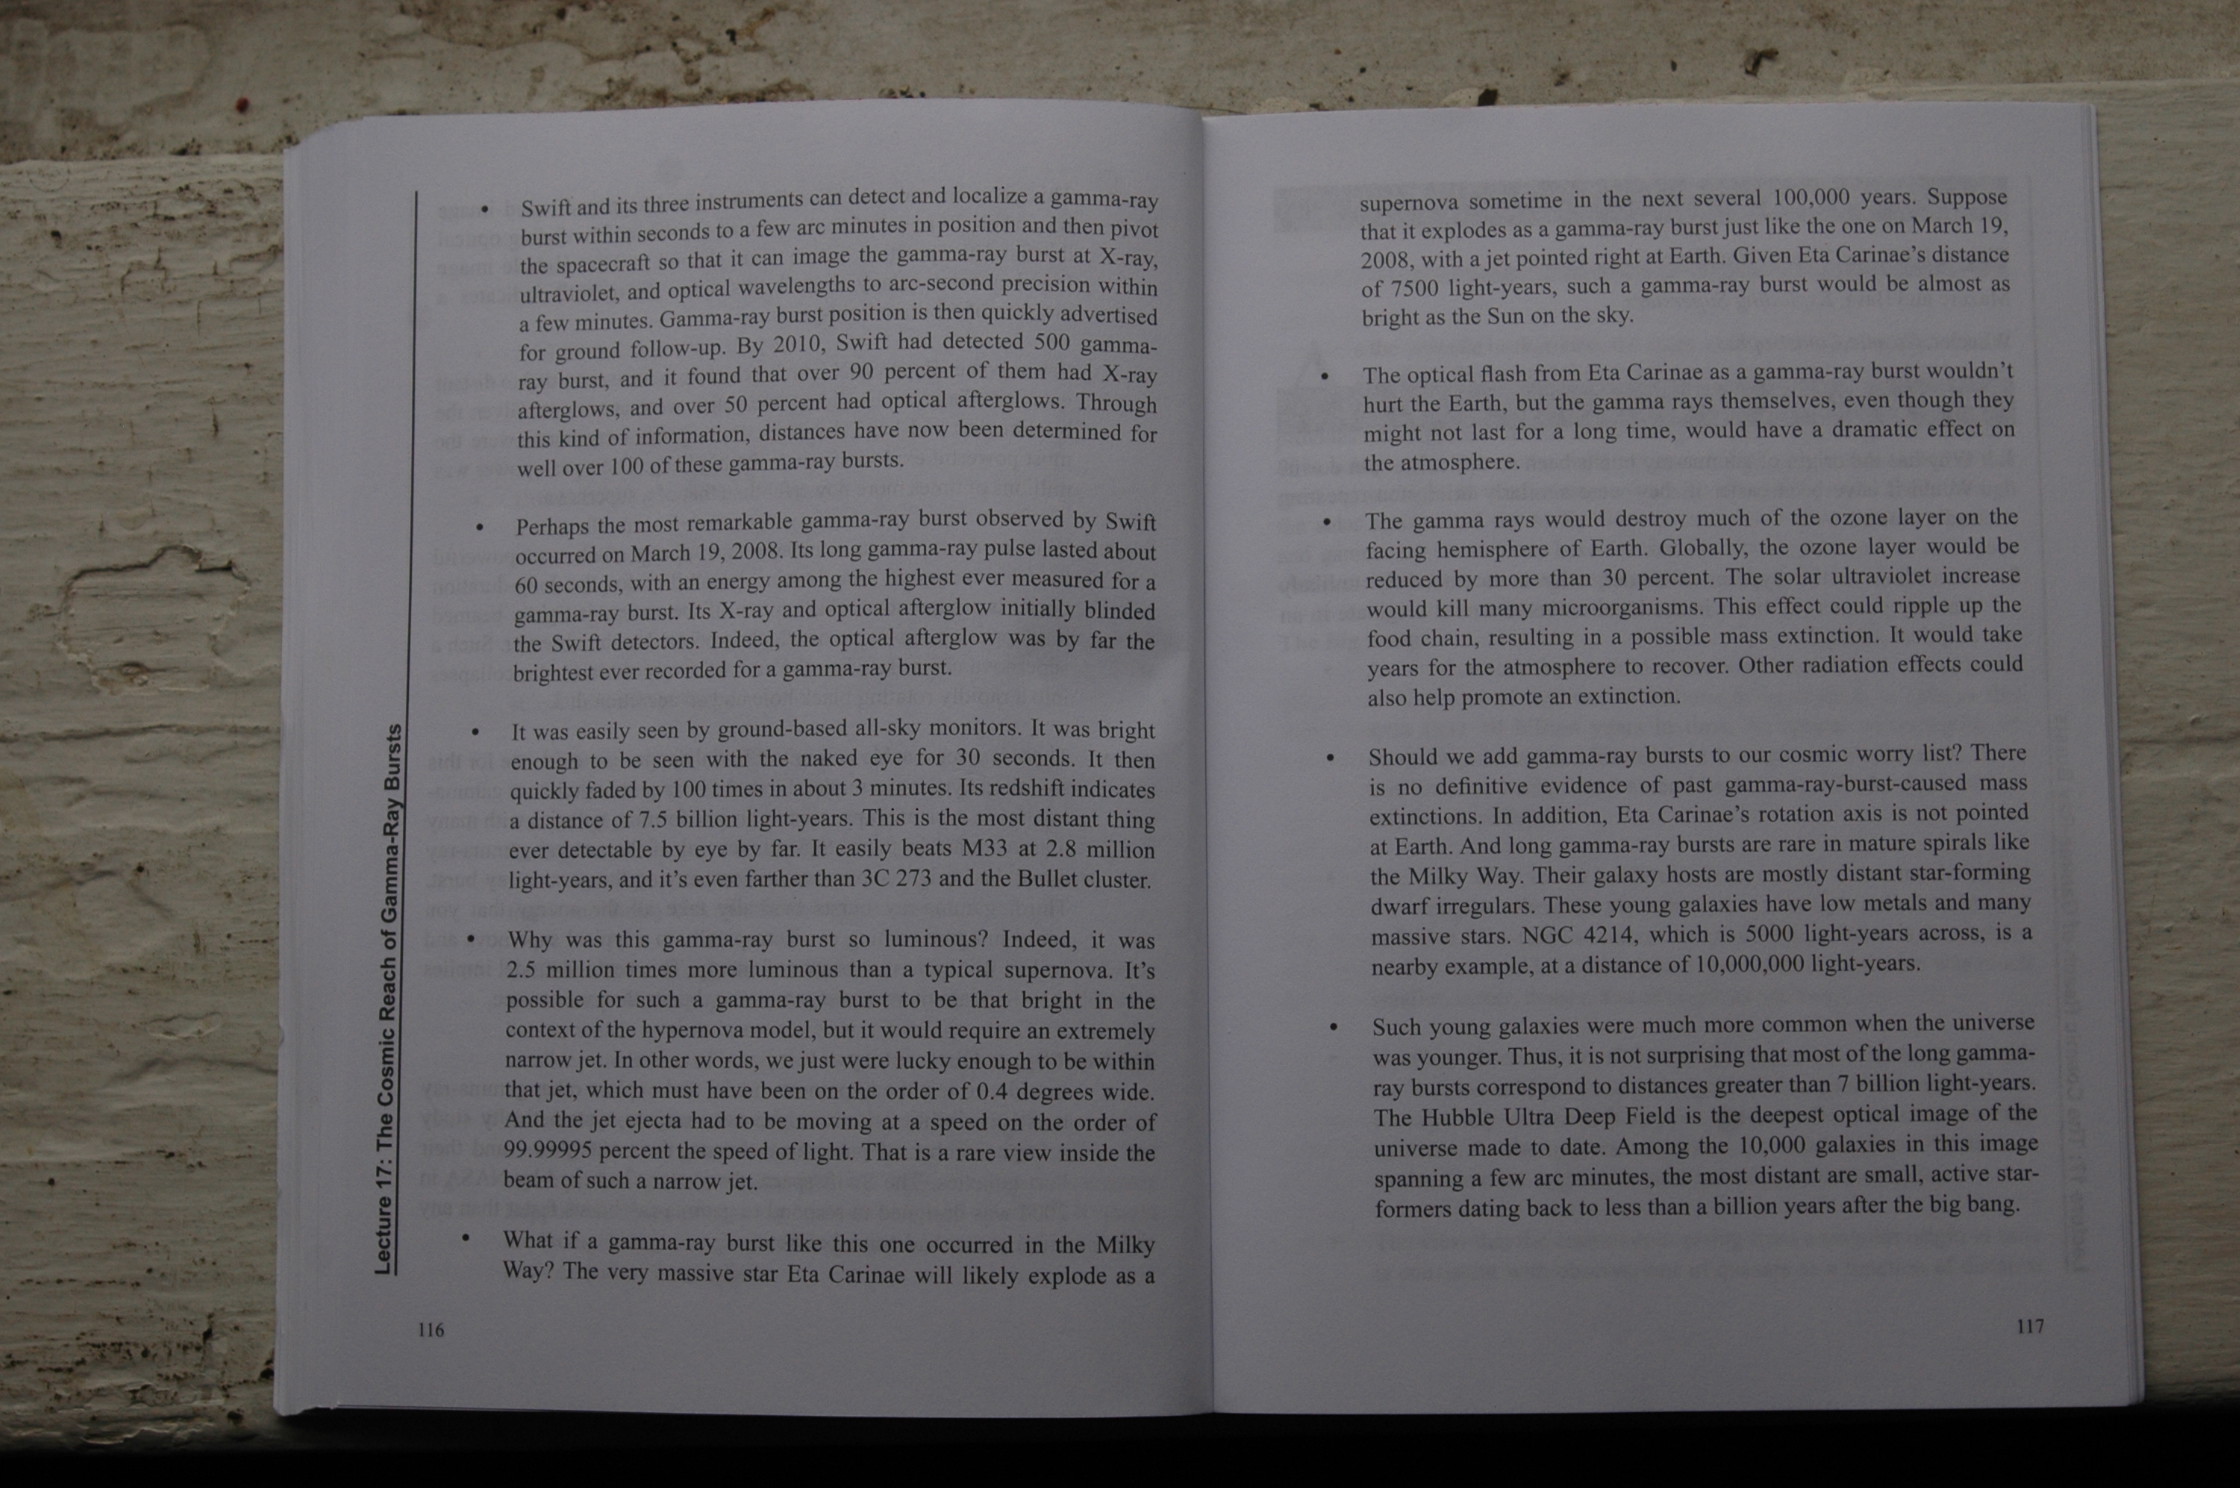 Lecture 17: The Cosmic Reach of Gamma-Ray Bursts
• Swift and its three instruments can detect and localize a gamma-ray
burst within seconds to a few arc minutes in position and then pivot
the spacecraft so that it can image the gamma-ray burst at X-ray,
ultraviolet, and optical wavelengths to arc-second precision within
a few minutes. Gamma-ray burst position is then quickly advertised
for ground follow-up. By 2010, Swift had detected 500 gamma-
ray burst, and it found that over 90 percent of them had X-ray
afterglows, and over 50 percent had optical afterglows. Through
this kind of information, distances have now been determined for
well over 100 of these gamma-ray bursts.
• Perhaps the most remarkable gamma-ray burst observed by Swift
occurred on March 19, 2008. Its long gamma-ray pulse lasted about
60 seconds, with an energy among the highest ever measured for a
gamma-ray burst. Its X-ray and optical afterglow initially blinded
the Swift detectors. Indeed, the optical afterglow was by far the
brightest ever recorded for a gamma-ray burst.
• It was easily seen by ground-based all-sky monitors. It was bright
enough to be seen with the naked eye for 30 seconds. It then
quickly faded by 100 times in about 3 minutes. Its redshift indicates
a distance of 7.5 billion light-years. This is the most distant thing
ever detectable by eye by far. It easily beats M33 at 2.8 million
light-years, and it's even farther than 3C 273 and the Bullet cluster.
• Why was this gamma-ray burst so luminous? Indeed, it was
2.5 million times more luminous than a typical supernova. It's
possible for such a gamma-ray burst to be that bright in the
context of the hypernova model, but it would require an extremely
narrow jet. In other words, we just were lucky enough to be within
that jet, which must have been on the order of 0.4 degrees wide.
And the jet ejecta had to be moving at a speed on the order of
99.99995 percent the speed of light. That is a rare view inside the
beam of such a narrow jet.
• What if a gamma-ray burst like this one occurred in the Milky
Way? The very massive star Eta Carinae will likely explode as a
116
supernova sometime in the next several 100,000 years. Suppose
that it explodes as a gamma-ray burst just like the one on March 19,
2008, with a jet pointed right at Earth. Given Eta Carinae's distance
of 7500 light-years, such a gamma-ray burst would be almost as
bright as the Sun on the sky.
• The optical flash from Eta Carinae as a gamma-ray burst wouldn't
hurt the Earth, but the gamma rays themselves, even though they
might not last for a long time, would have a dramatic effect on
the atmosphere.
• The gamma rays would destroy much of the ozone layer on the
facing hemisphere of Earth. Globally, the ozone layer would be
reduced by more than 30 percent. The solar ultraviolet increase
would kill many microorganisms. This effect could ripple up the
food chain, resulting in a possible mass extinction. It would take
years for the atmosphere to recover. Other radiation effects could
also help promote an extinction.
• Should we add gamma-ray bursts to our cosmic worry list? There
is no definitive evidence of past gamma-ray-burst-caused mass
extinctions. In addition, Eta Carinae's rotation axis is not pointed
at Earth. And long gamma-ray bursts are rare in mature spirals like
the Milky Way. Their galaxy hosts are mostly distant star-forming
dwarf irregulars. These young galaxies have low metals and many
massive stars. NGC 4214, which is 5000 light-years across, is a
nearby example, at a distance of 10,000,000 light-years.
• Such young galaxies were much more common when the universe
was younger. Thus, it is not surprising that most of the long gamma-
ray bursts correspond to distances greater than 7 billion light-years.
The Hubble Ultra Deep Field is the deepest optical image of the
universe made to date. Among the 10,000 galaxies in this image
spanning a few arc minutes, the most distant are small, active star-
formers dating back to less than a billion years after the big bang.
117